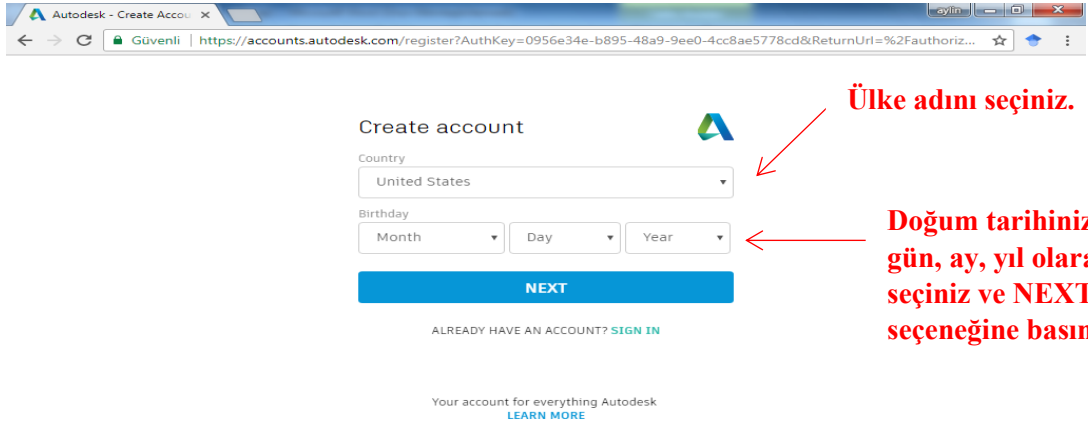 Autodesk - Create Accou
aylin
Güvenli | https://accounts.autodesk.com/register?AuthKey=0956e34e-b895-48a9-9ee0-4cc8ae5778cd&ReturnUrl=%2Fauthoriz...
Ülke adını seçiniz.
Create account
Country
United States
Birthday
Month Day Year
Doğum tarihiniz
gün, ay, yıl olara
seçiniz ve NEXT
seçeneğine basın
NEXT
ALREADY HAVE AN ACCOUNT? SIGN IN
Your account for everything Autodesk
LEARN MORE